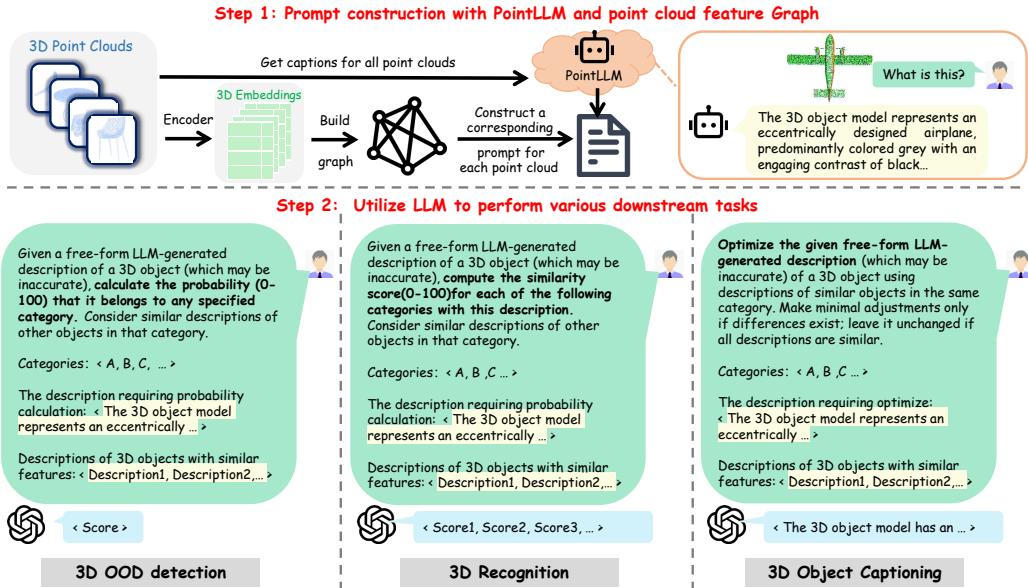 Step 1: Prompt construction with PointLLM and point cloud feature Graph
3D Point Clouds
Get captions for all point clouds
PointLLM
3D Embeddings
Encoder
Build
graph
Construct a
corresponding
prompt for
each point cloud
What is this?
The 3D object model represents an
eccentrically designed airplane,
predominantly colored grey with an
engaging contrast of black…
Step 2: Utilize LLM to perform various downstream tasks
Given a free-form LLM-generated
description of a 3D object (which may be
inaccurate), calculate the probability (0-
100) that it belongs to any specified
category. Consider similar descriptions of
other objects in that category.
Categories: < A, B, C, … >
The description requiring probability
calculation: < The 3D object model
represents an eccentrically … >
Descriptions of 3D objects with similar
features: < Description1, Description2,… >
< Score >
3D OOD detection
Given a free-form LLM-generated
description of a 3D object (which may be
inaccurate), compute the similarity
score(0-100)for each of the following
categories with this description.
Consider similar descriptions of other
objects in that category.
Categories: < A, B ,C … >
The description requiring probability
calculation: < The 3D object model
represents an eccentrically … >
Descriptions of 3D objects with similar
features: < Description1, Description2,… >
< Score1, Score2, Score3, … >
3D Recognition
Optimize the given free-form LLM-
generated description (which may be
inaccurate) of a 3D object using
descriptions of similar objects in the same
category. Make minimal adjustments only
if differences exist; leave it unchanged if
all descriptions are similar.
Categories: < A, B ,C … >
The description requiring optimize:
< The 3D object model represents an
eccentrically … >
Descriptions of 3D objects with similar
features: < Description1, Description2,… >
< The 3D object model has an … >
3D Object Captioning